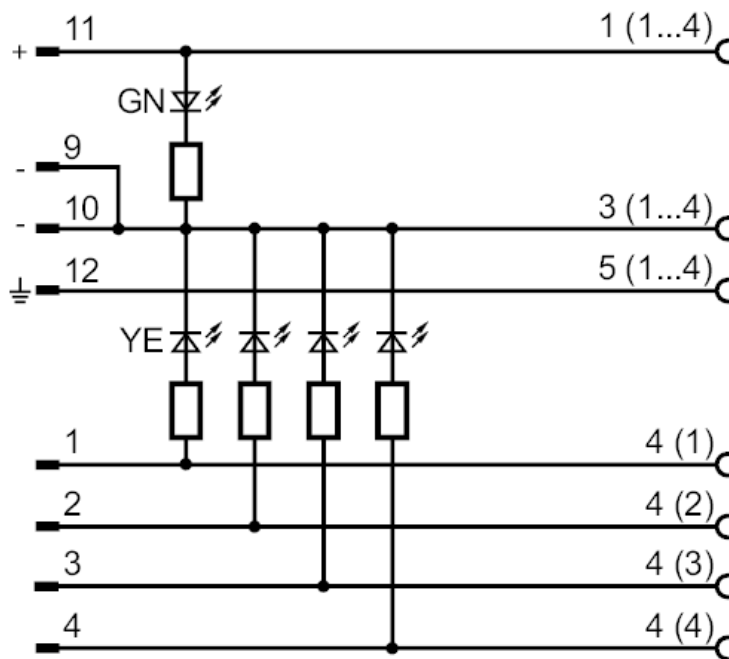 11 1 (1...4)
+
GN
9
-
10 3 (1...4)
-
12 5 (1...4)
YE
1 4 (1)
2 4 (2)
3 4 (3)
4 4 (4)